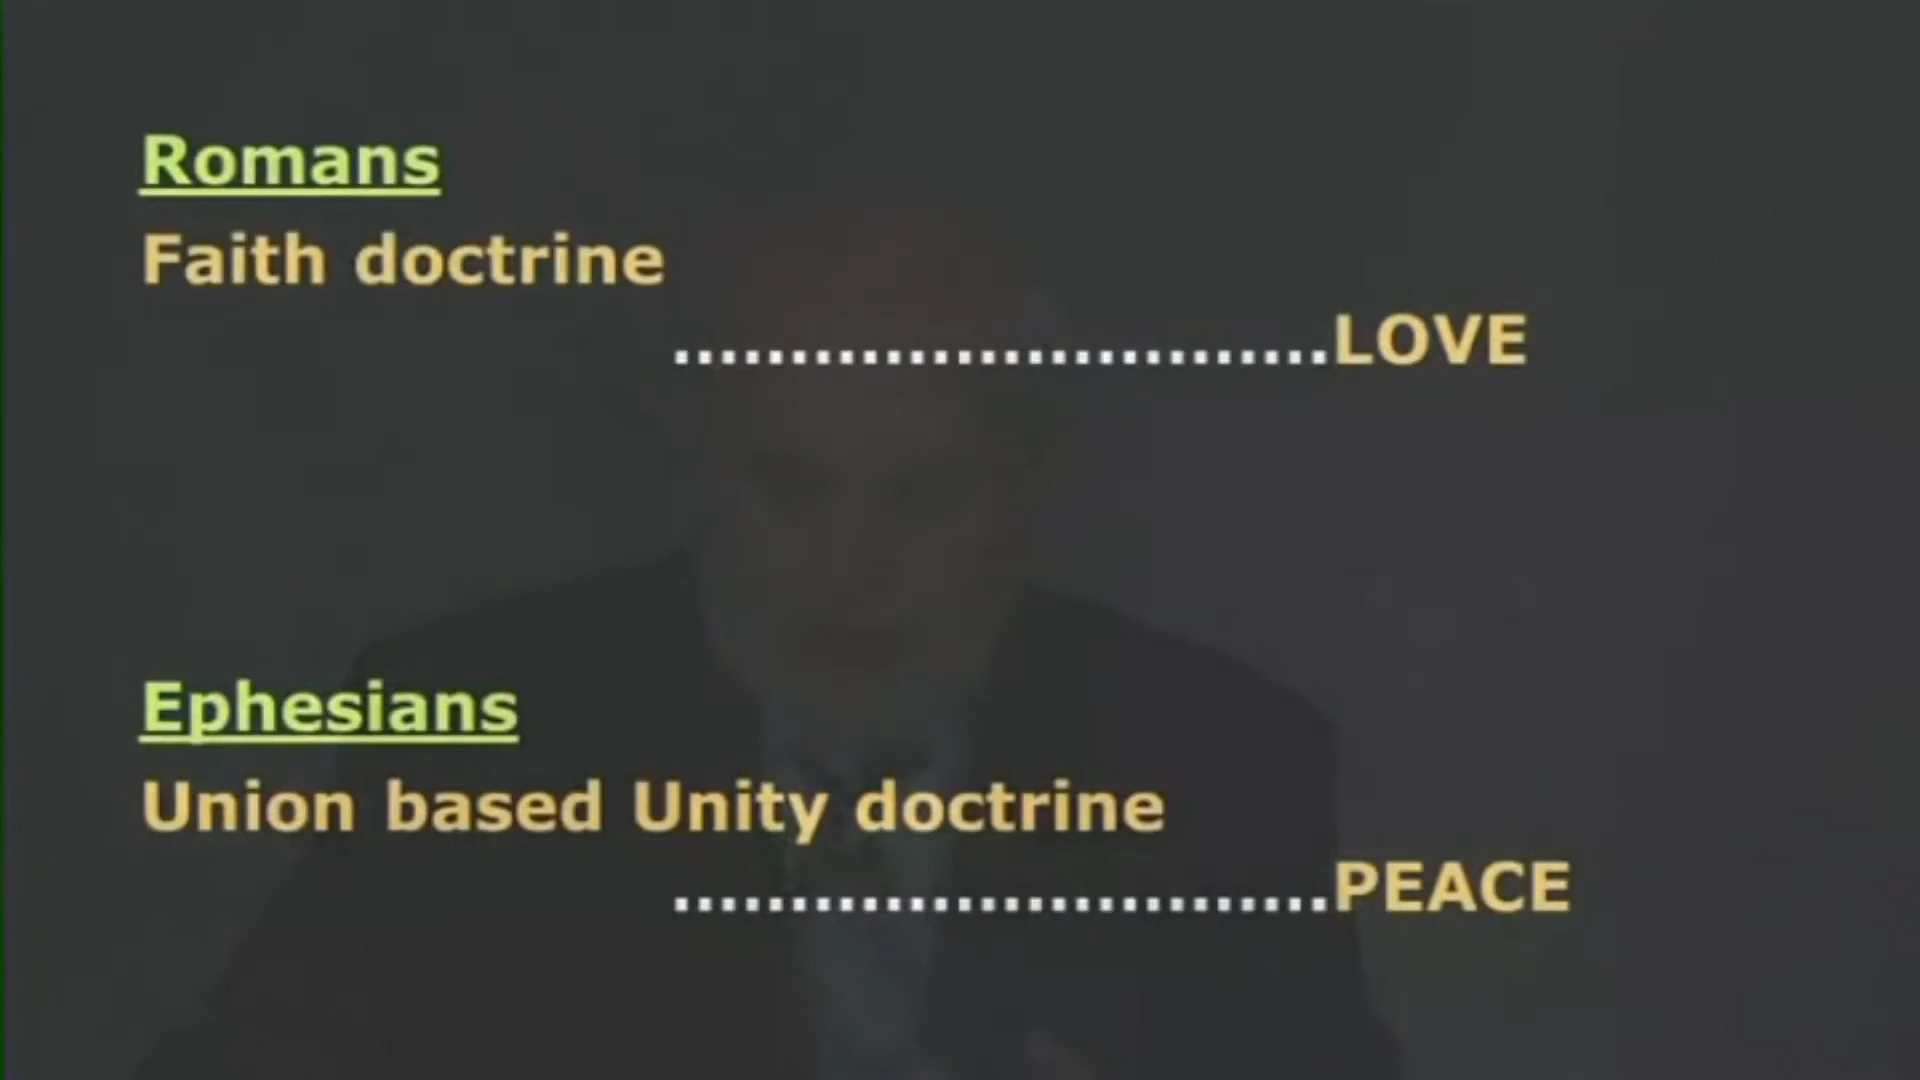 Romans
Faith doctrine
............................LOVE
Ephesians
Union based Unity doctrine
............................PEACE